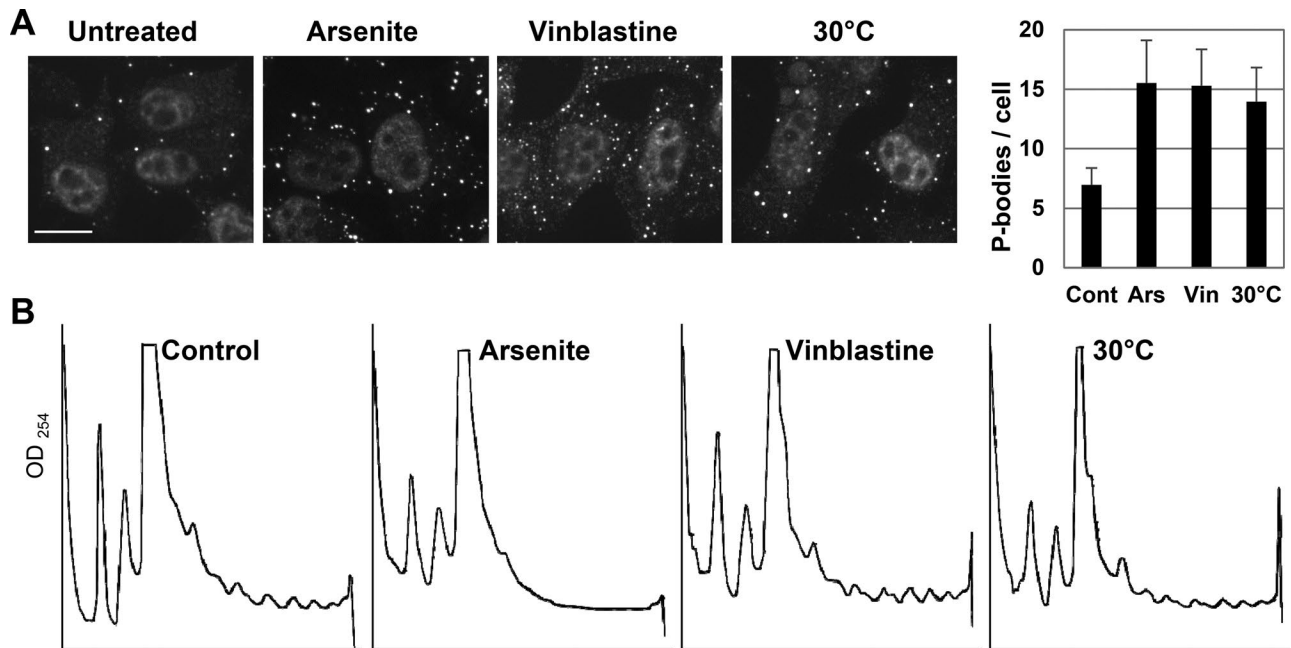 A
Untreated
Arsenite
Vinblastine
30°C
P-bodies / cell
20
15
10
5
0
Cont Ars Vin 30°C
B
OD 254
Control
Arsenite
Vinblastine
30°C